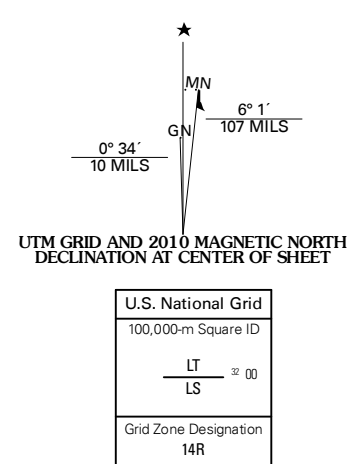 MN
6° 1´
107 MILS
GN
0° 34´
10 MILS
UTM GRID AND 2010 MAGNETIC NORTH
DECLINATION AT CENTER OF SHEET
U.S. National Grid
100,000-m Square ID
LT
32 00
LS
Grid Zone Designation
14R